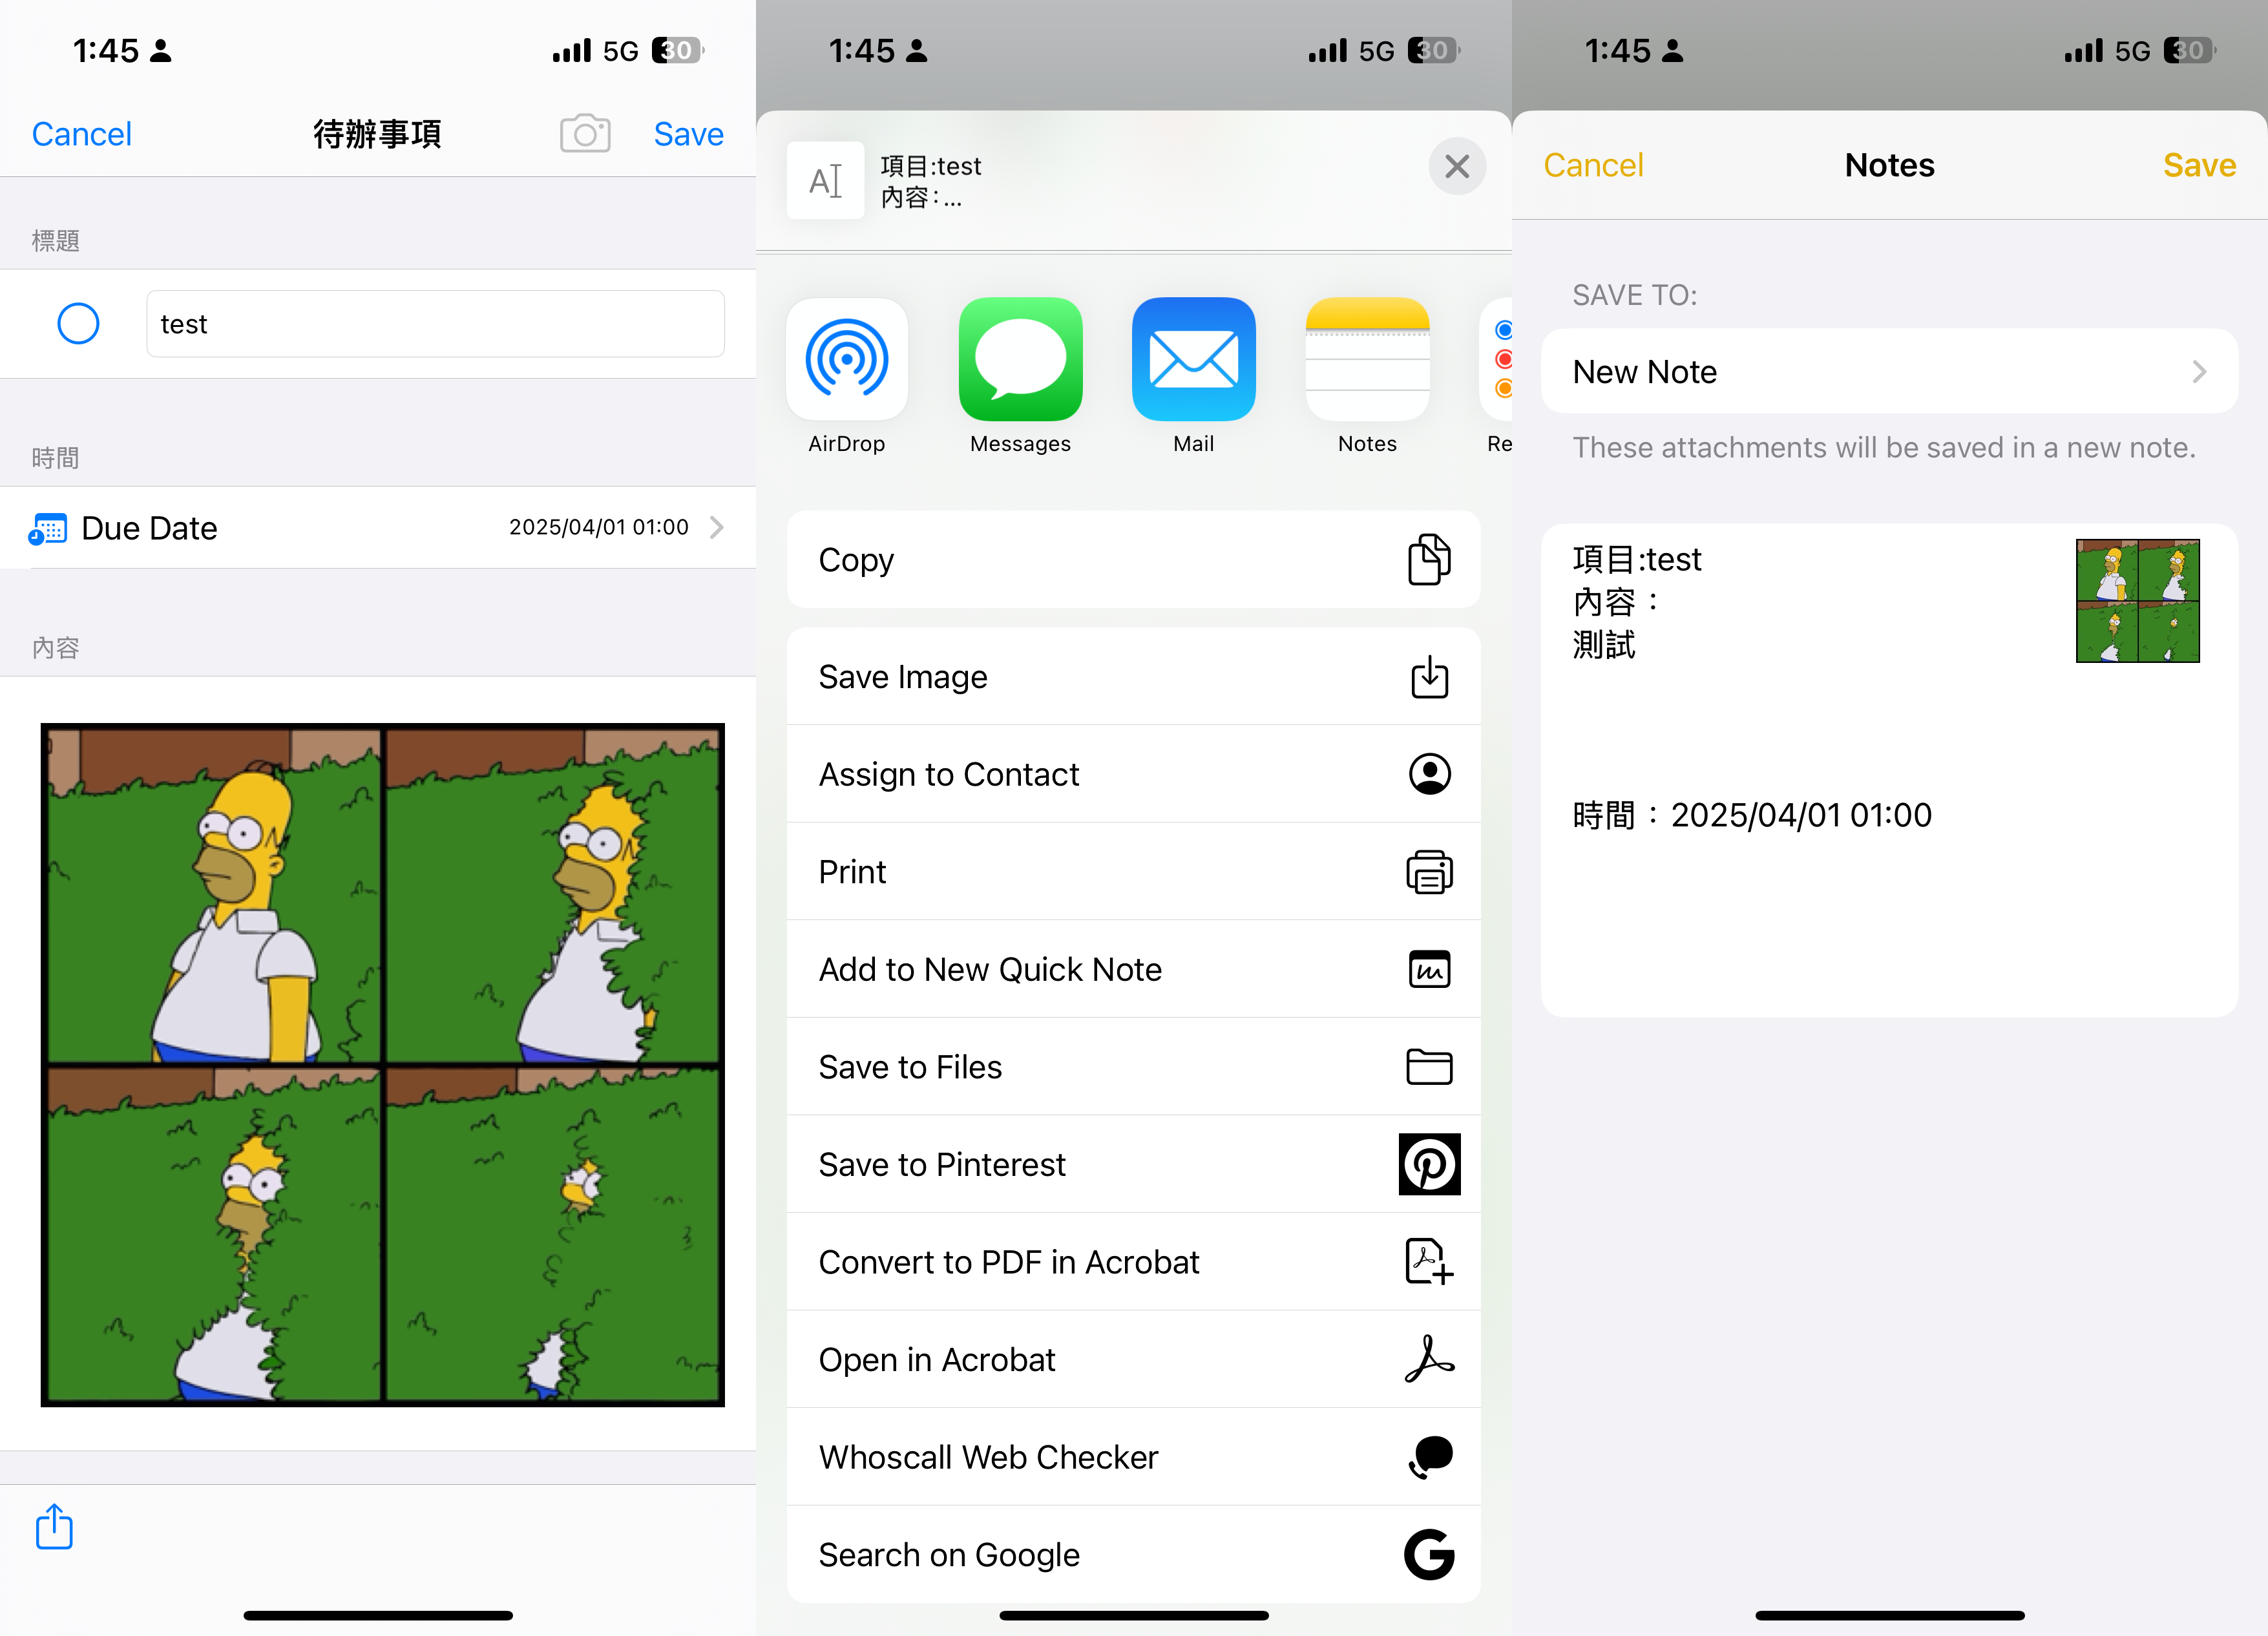 1:45
5G
30
Cancel
待辦事項
Save
標題
test
時間
Due Date
2025/04/01 01:00
內容
1:45
5G
30
項目:test
內容：...
AirDrop
Messages
Mail
Notes
Re
Copy
Save Image
Assign to Contact
Print
Add to New Quick Note
Save to Files
Save to Pinterest
Convert to PDF in Acrobat
Open in Acrobat
Whoscall Web Checker
Search on Google
1:45
5G
30
Cancel
Notes
Save
SAVE TO:
New Note
These attachments will be saved in a new note.
項目:test
內容：
測試
時間：2025/04/01 01:00